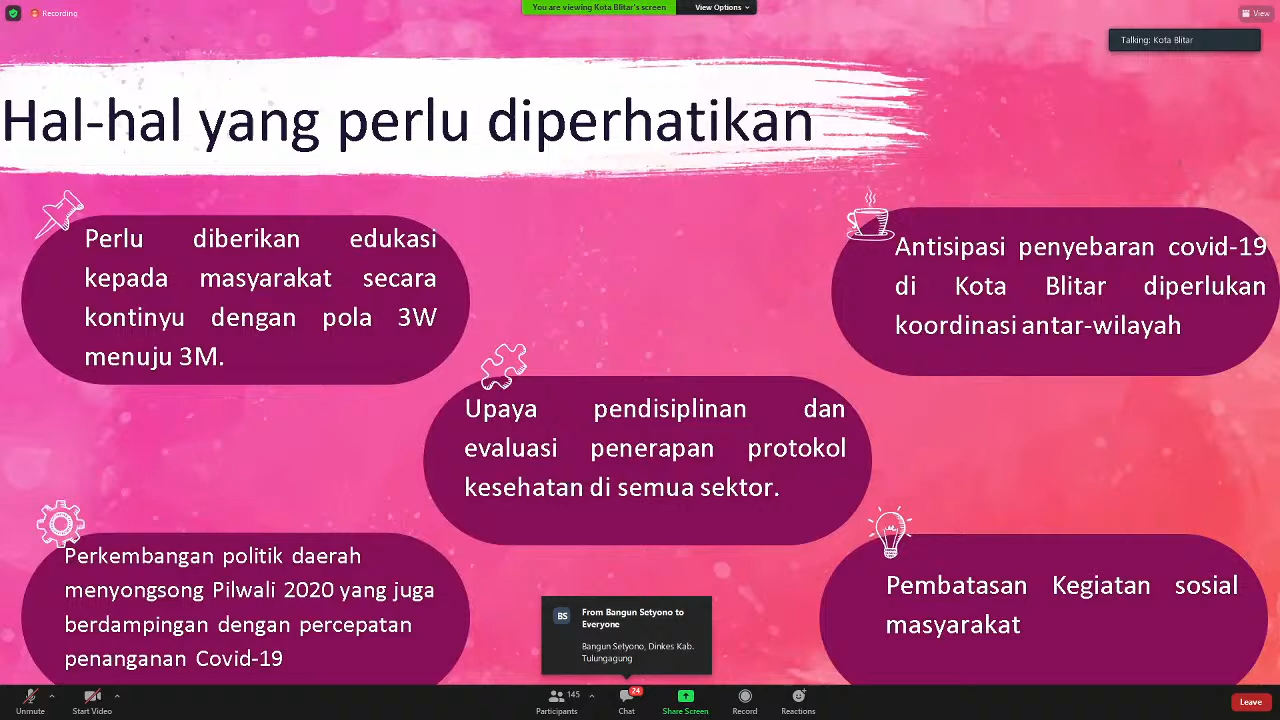 Recording
You are viewing Kota Blitar's screen
View Options
View
Talking: Kota Blitar
Hal-hal yang perlu diperhatikan
Perlu diberikan edukasi
kepada masyarakat secara
kontinyu dengan pola 3W
menuju 3M.
Antisipasi penyebaran covid-19
di Kota Blitar diperlukan
koordinasi antar-wilayah
Upaya pendisiplinan dan
evaluasi penerapan protokol
kesehatan di semua sektor.
Perkembangan politik daerah
menyongsong Pilwali 2020 yang juga
berdampingan dengan percepatan
penanganan Covid-19
Pembatasan Kegiatan sosial
masyarakat
BS
From Bangun Setyono to
Everyone
Bangun Setyono, Dinkes Kab.
Tulungagung
Unmute
Start Video
145
Participants
24
Chat
Share Screen
Record
Reactions
Leave